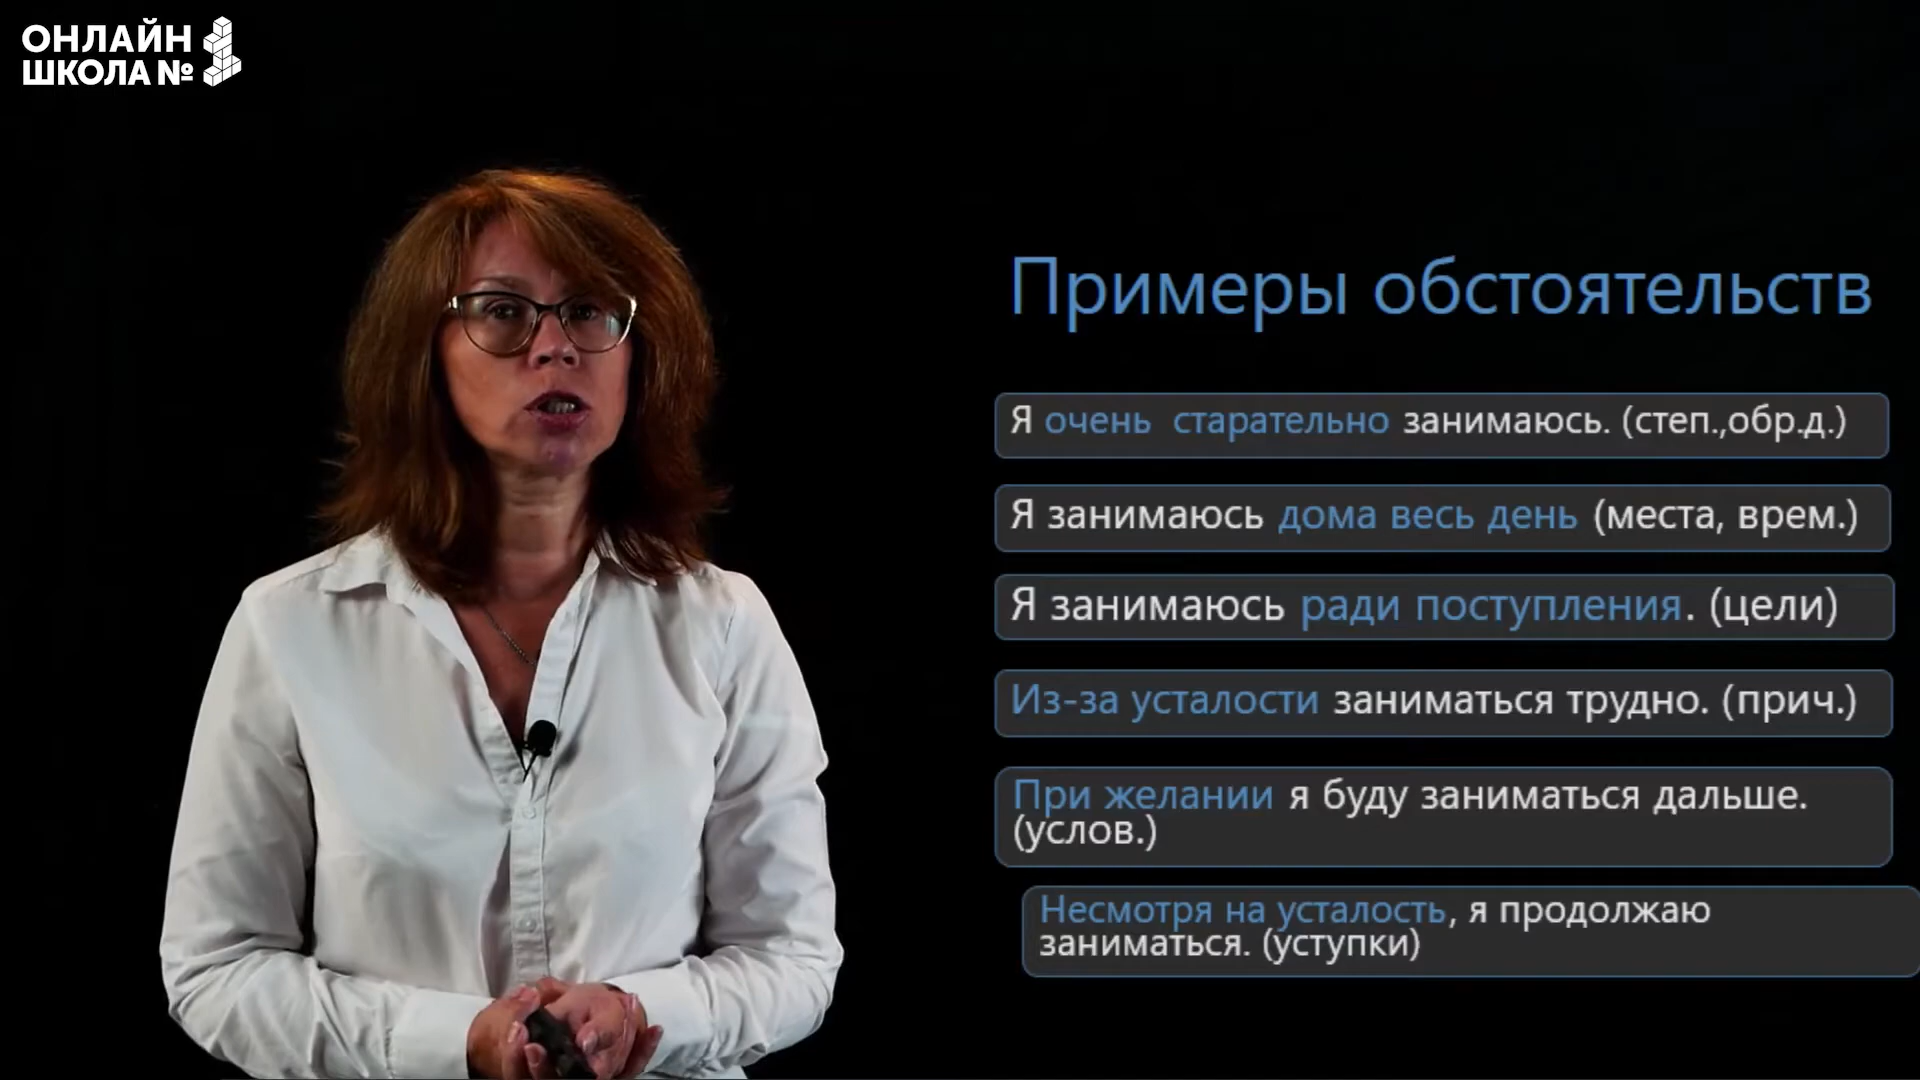 ОНЛАЙН
ШКОЛА №
Примеры обстоятельств
Я очень старательно занимаюсь. (степ.,обр.д.)
Я занимаюсь дома весь день (места, врем.)
Я занимаюсь ради поступления. (цели)
Из-за усталости заниматься трудно. (прич.)
При желании я буду заниматься дальше.
(услов.)
Несмотря на усталость, я продолжаю
заниматься. (уступки)